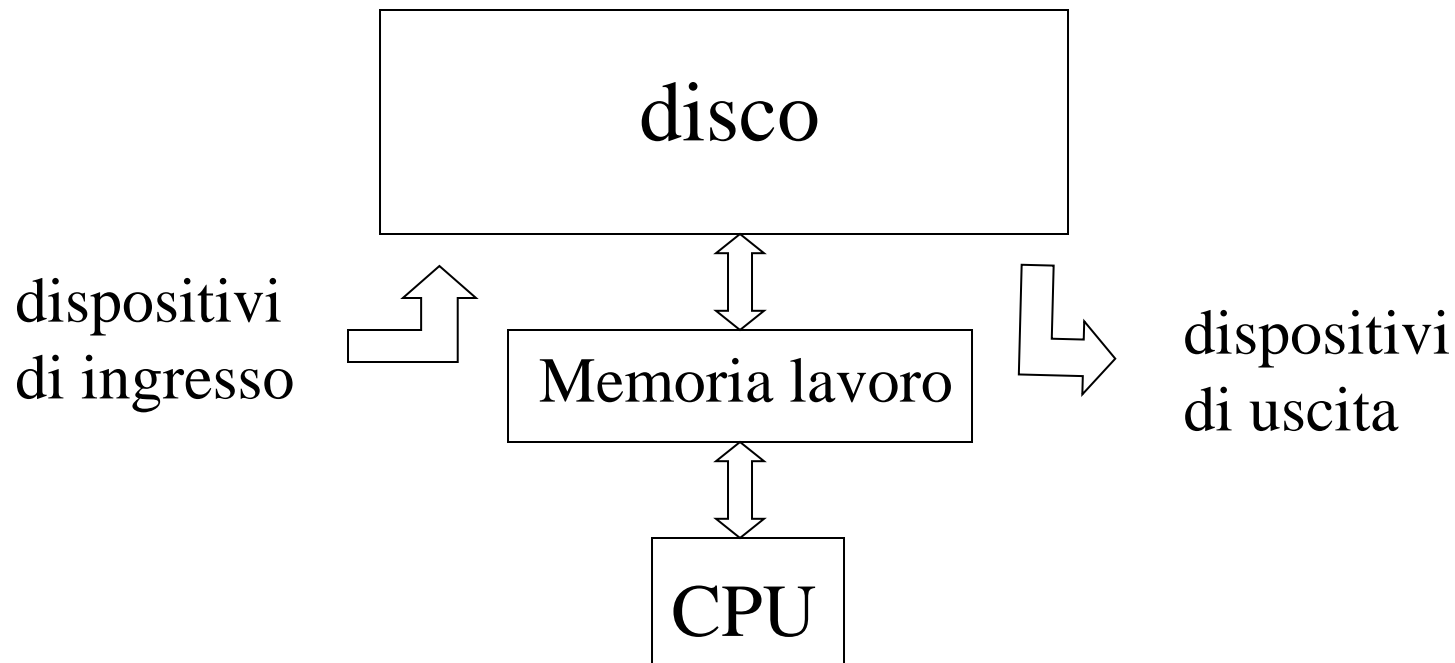 disco
dispositivi
di ingresso
Memoria lavoro
dispositivi
di uscita
CPU